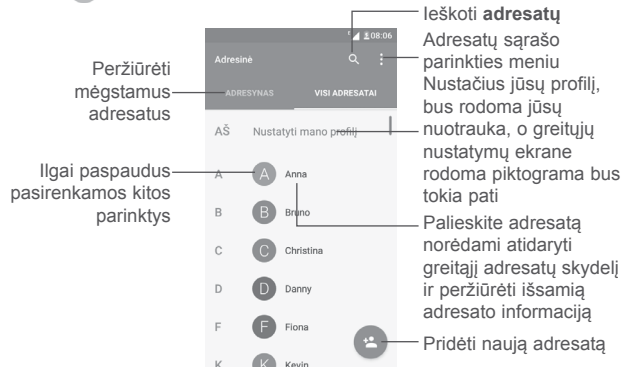 Ieškoti adresatų
08:06
Adresinė
Adresatų sąrašo
parinkties meniu
Peržiūrėti
mėgstamus
adresatus
ADRESYNAS
VISI ADRESATAI
Nustačius jūsų profilį,
bus rodoma jūsų
nuotrauka, o greitųjų
nustatymų ekrane
rodoma piktograma bus
tokia pati
AŠ
Nustatyti mano profilį
Ilgai paspaudus
pasirenkamos kitos
parinktys
A A Anna
Palieskite adresatą
norėdami atidaryti
greitąjį adresatų skydelį
ir peržiūrėti išsamią
adresato informaciją
B B Bruno
C C Christina
D D Danny
F F Fiona
K K Kevin
Pridėti naują adresatą